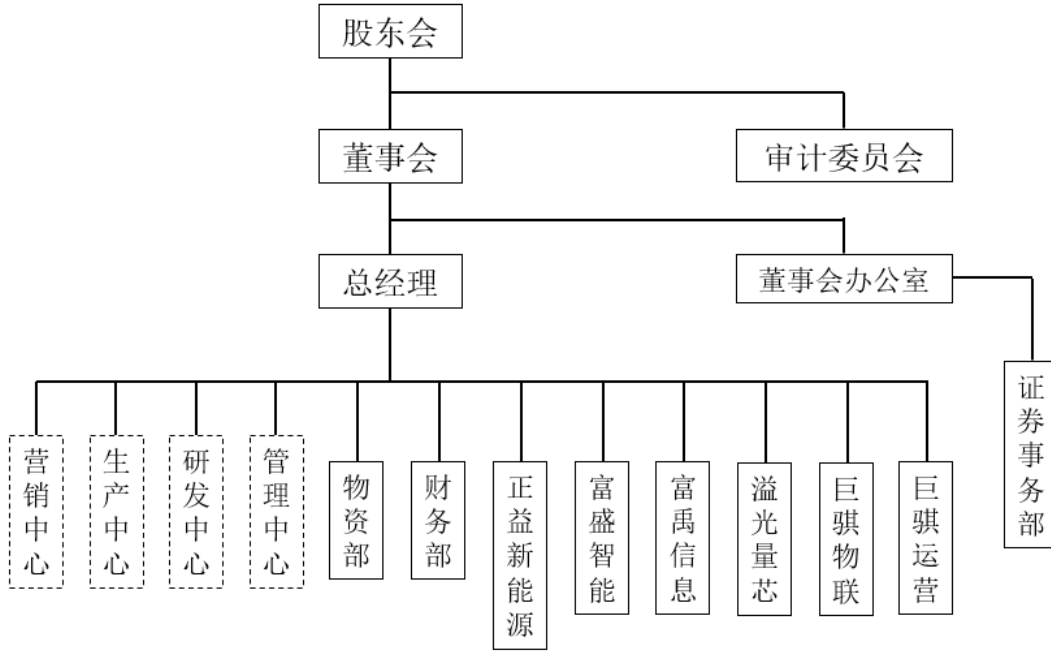 股东会
董事会
审计委员会
总经理
董事会办公室
证券事务部
营销中心
生产中心
研发中心
管理中心
物资部
财务部
正益新能源
富盛智能
富禹信息
溢光量芯
巨骐物联
巨骐运营